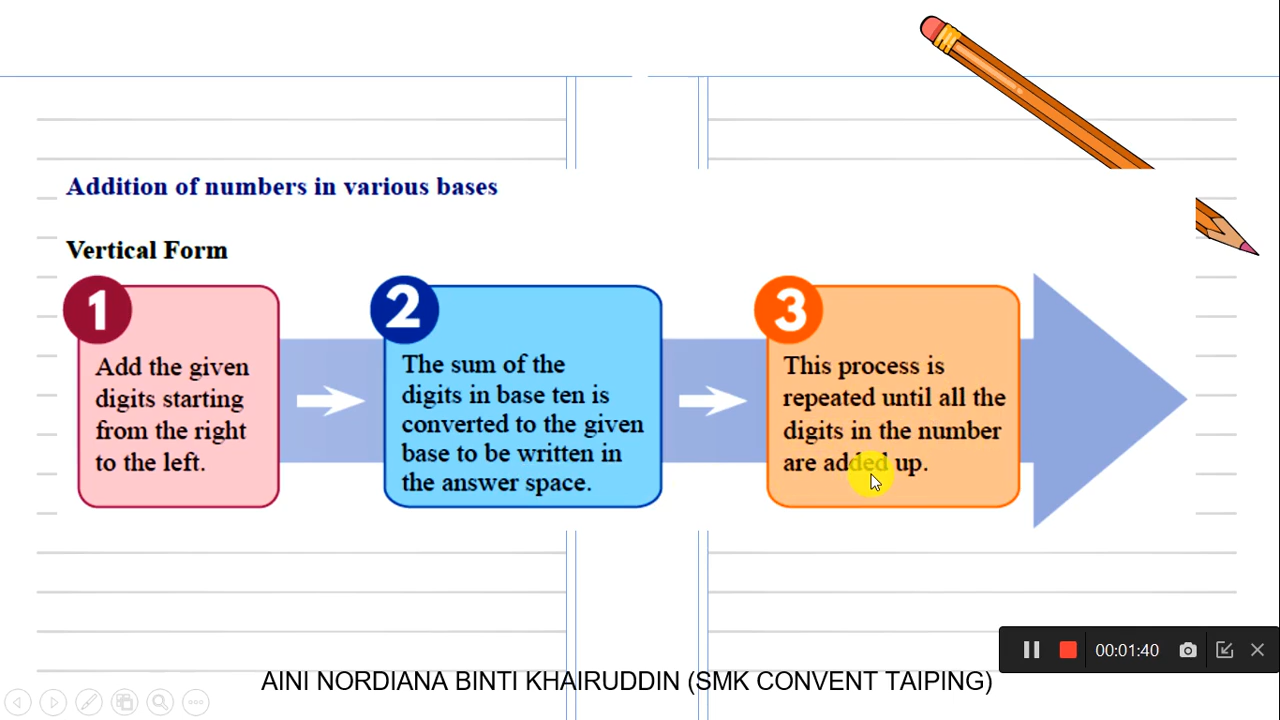 Addition of numbers in various bases
Vertical Form
1
Add the given
digits starting
from the right
to the left.
2
The sum of the
digits in base ten is
converted to the given
base to be written in
the answer space.
3
This process is
repeated until all the
digits in the number
are added up.
00:01:40
AINI NORDIANA BINTI KHAIRUDDIN (SMK CONVENT TAIPING)